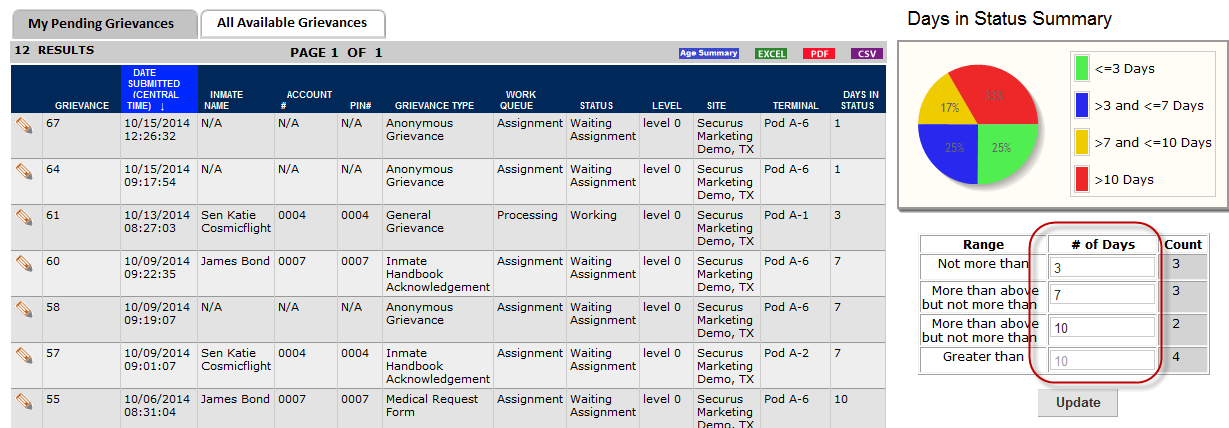 My Pending Grievances
All Available Grievances
12 RESULTS
PAGE 1 OF 1
Age Summary
EXCEL
PDF
CSV
GRIEVANCE
DATE SUBMITTED (CENTRAL TIME) ↓
INMATE NAME
ACCOUNT #
PIN#
GRIEVANCE TYPE
WORK QUEUE
STATUS
LEVEL
SITE
TERMINAL
DAYS IN STATUS
67 10/15/2014 N/A N/A N/A Anonymous Assignment Waiting level 0 Securus Pod A-6 1
12:26:32 Grievance Assignment Marketing
Demo, TX
64 10/15/2014 N/A N/A N/A Anonymous Assignment Waiting level 0 Securus Pod A-6 1
09:17:54 Grievance Assignment Marketing
Demo, TX
61 10/13/2014 Sen Katie 0004 0004 General Processing Working level 0 Securus Pod A-1 3
08:27:03 Cosmicflight Grievance Marketing
Demo, TX
60 10/09/2014 James Bond 0007 0007 Inmate Assignment Waiting level 0 Securus Pod A-6 7
09:22:35 Handbook Assignment Marketing
Acknowledgement Demo, TX
58 10/09/2014 N/A N/A N/A Anonymous Assignment Waiting level 0 Securus Pod A-6 7
09:19:07 Grievance Assignment Marketing
Demo, TX
57 10/09/2014 Sen Katie 0004 0004 Inmate Assignment Waiting level 0 Securus Pod A-2 7
09:01:07 Cosmicflight Handbook Assignment Marketing
Acknowledgement Demo, TX
55 10/06/2014 James Bond 0007 0007 Medical Request Assignment Waiting level 0 Securus Pod A-6 10
08:31:04 Form Assignment Marketing
Demo, TX
Days in Status Summary
33%
17%
25%
25%
<=3 Days
>3 and <=7 Days
>7 and <=10 Days
>10 Days
Range # of Days Count
Not more than 3 3
More than above
but not more than 7 3
More than above
but not more than 10 2
Greater than 10 4
Update